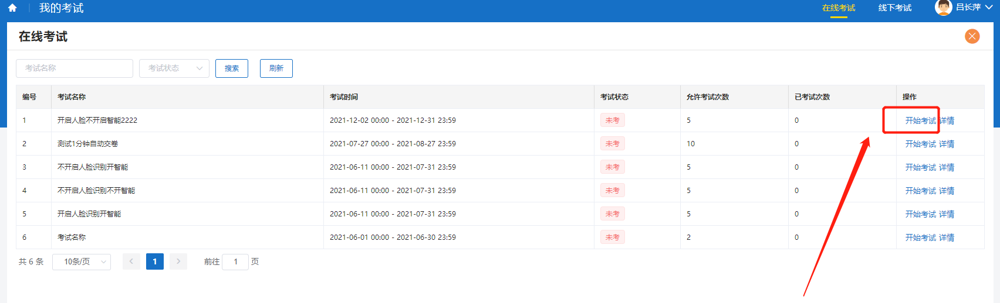 我的考试 在线考试 线下考试 吕长萍
在线考试
考试名称 考试状态 搜索 刷新
编号 考试名称 考试时间 考试状态 允许考试次数 已考试次数 操作
1 开启人脸不开启智能2222 2021-12-02 00:00 - 2021-12-31 23:59 未考 5 0 开始考试 详情
2 测试1分钟自动交卷 2021-07-27 00:00 - 2021-08-27 23:59 未考 10 0 开始考试 详情
3 不开启人脸识别开智能 2021-06-11 00:00 - 2021-07-31 23:59 未考 5 0 开始考试 详情
4 不开启人脸识别不开智能 2021-06-11 00:00 - 2021-07-31 23:59 未考 5 0 开始考试 详情
5 开启人脸识别开智能 2021-06-11 00:00 - 2021-07-31 23:59 未考 5 0 开始考试 详情
6 考试名称 2021-06-01 00:00 - 2021-06-30 23:59 未考 2 0 开始考试 详情
共 6 条 10条/页 1 前往 1 页